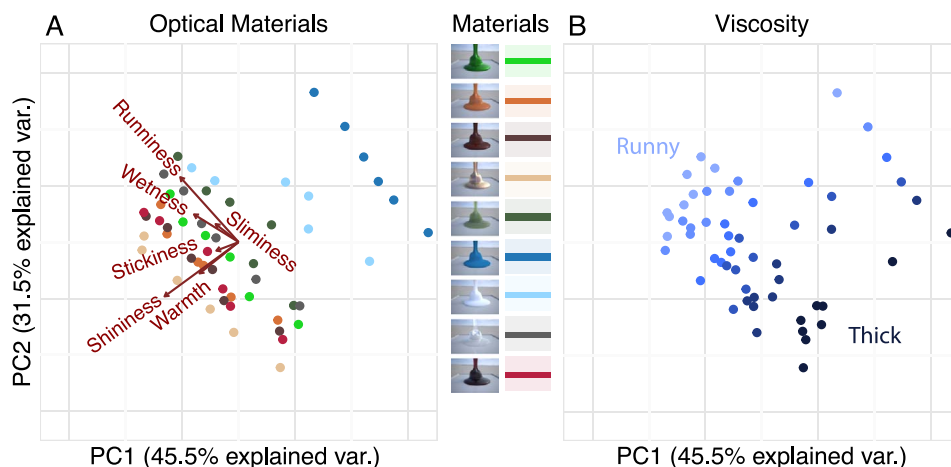 A
Optical Materials
Materials
B
Viscosity
PC2 (31.5% explained var.)
Runniness
Wetness
Sliminess
Stickiness
Shininess
Warmth
Runny
Thick
PC1 (45.5% explained var.)
PC1 (45.5% explained var.)